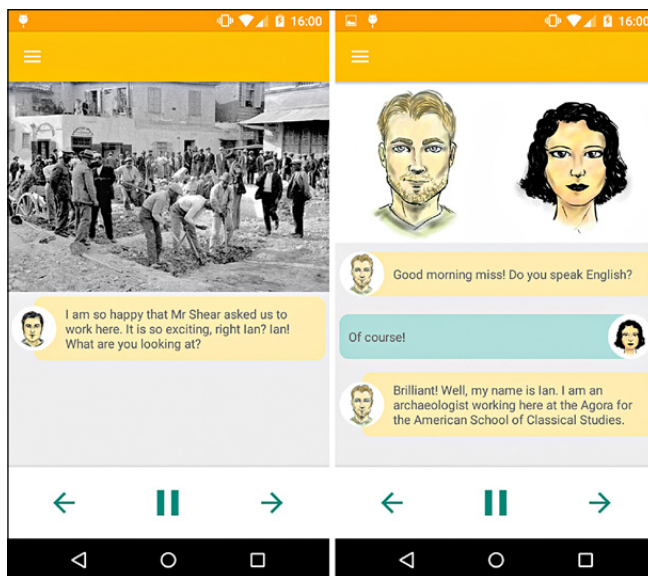 16:00
I am so happy that Mr Shear asked us to
work here. It is so exciting, right Ian? Ian!
What are you looking at?
16:00
Good morning miss! Do you speak English?
Of course!
Brilliant! Well, my name is Ian. I am an
archaeologist working here at the Agora for
the American School of Classical Studies.